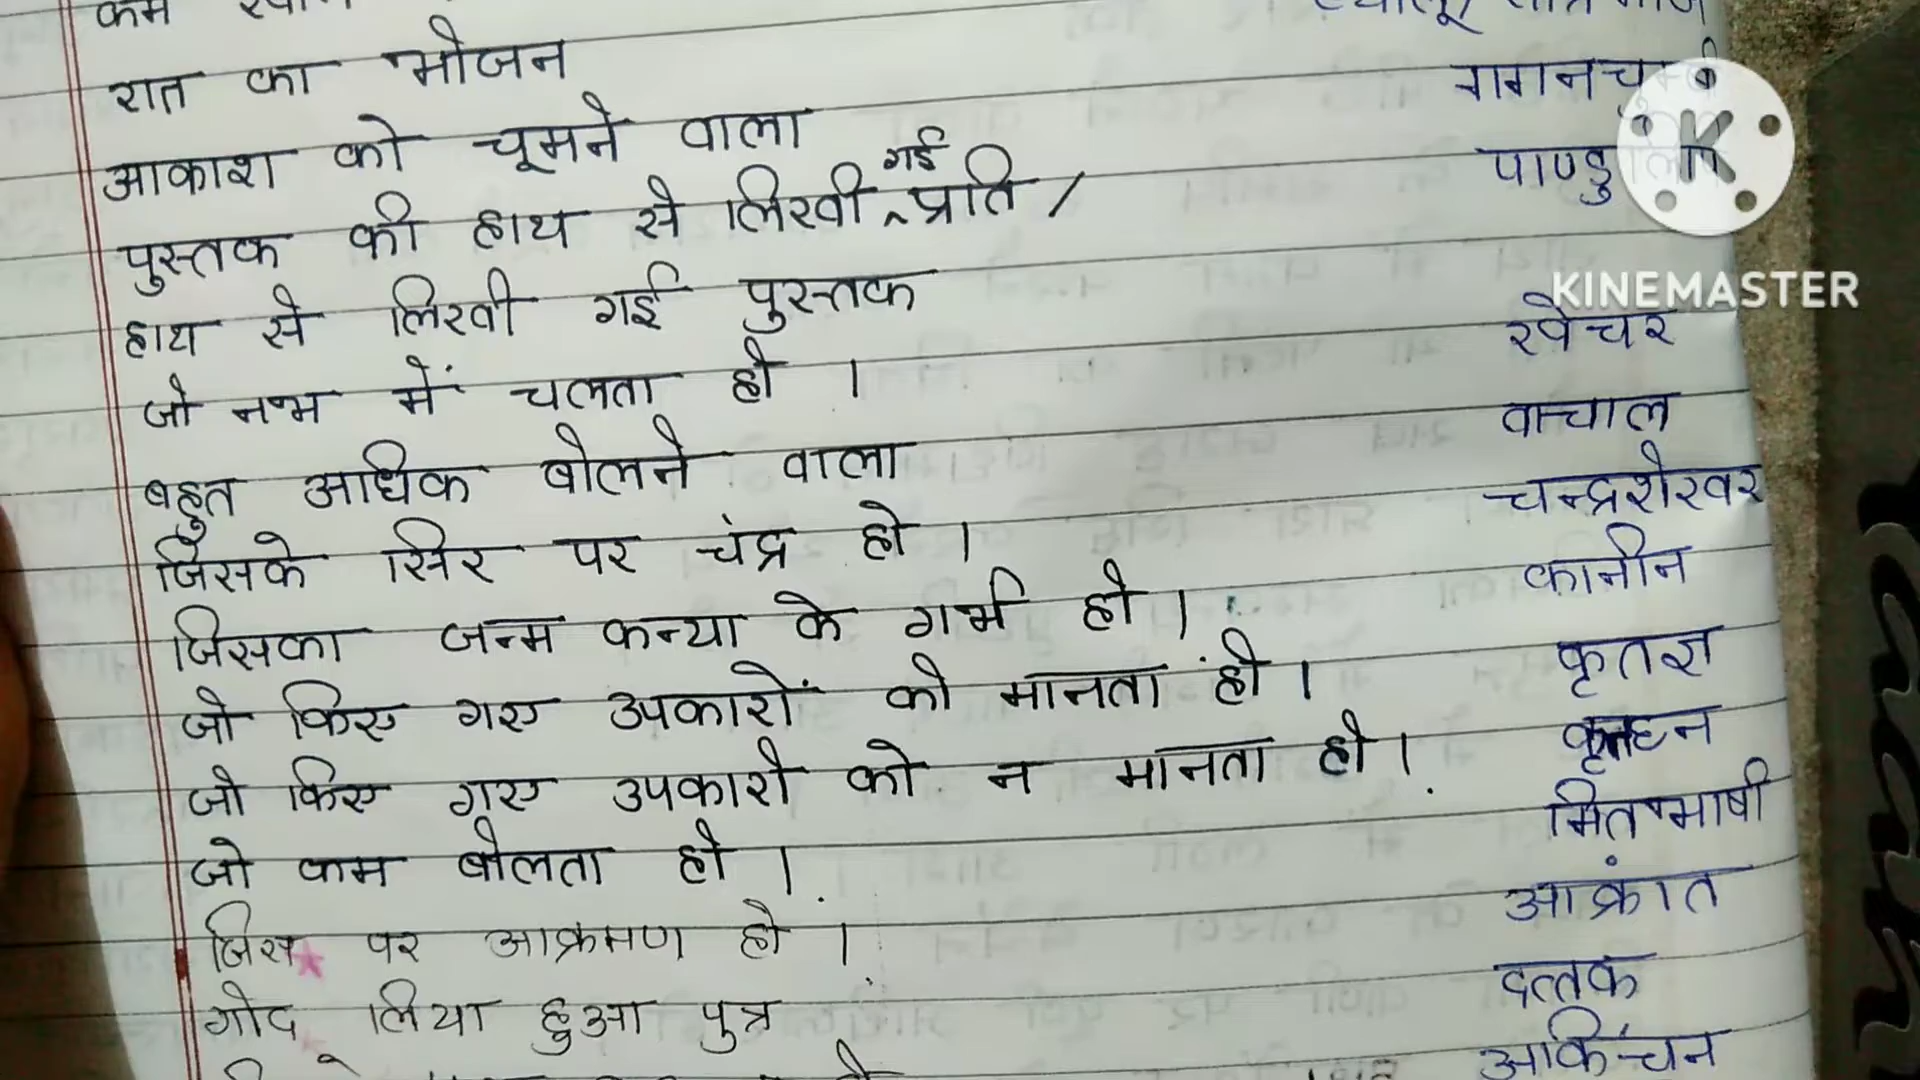 कम
रात का भोजन
आकाश को चूमने वाला
पुस्तक की हाथ से लिखी गई प्रति / पाण्डुलिपि
हाथ से लिखी गई पुस्तक
KINEMASTER
जो नभ में चलता हो । खेचर
बहुत अधिक बोलने वाला वाचाल
जिसके सिर पर चंद्र हो । चन्द्रशेखर
जिसका जन्म कन्या के गर्भ हो । कानीन
जो किए गए उपकारों को मानता हो । कृतज्ञ
जो किए गए उपकारो को न मानता हो । कृतघ्न
जो कम बोलता हो । मितभाषी
जिस पर आक्रमण हो । आक्रांत
गोद लिया हुआ पुत्र दत्तक
अकिंचन